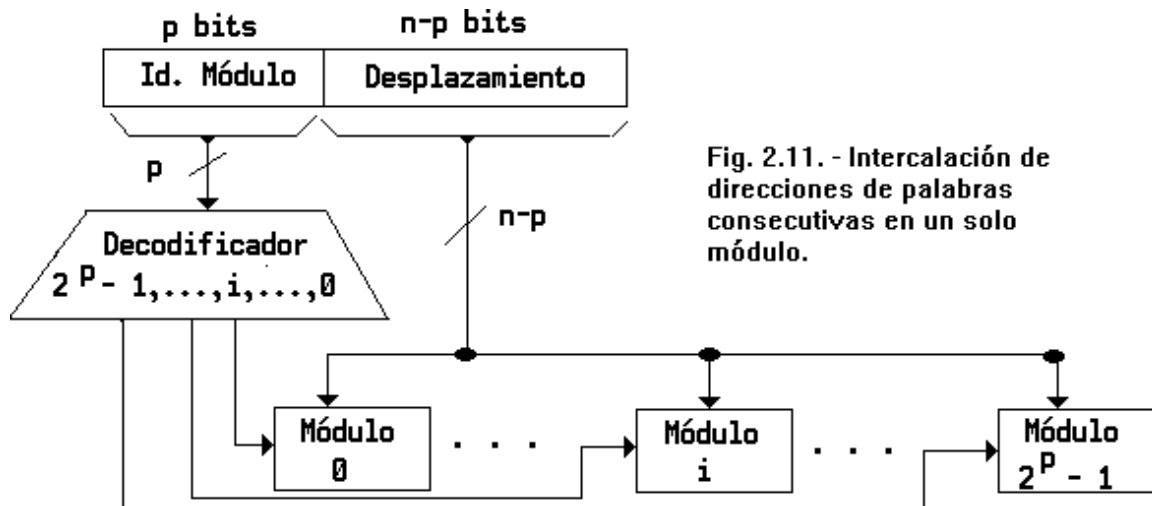 p bits
n-p bits
Id. Módulo
Desplazamiento
p
n-p
Fig. 2.11. - Intercalación de
direcciones de palabras
consecutivas en un solo
módulo.
Decodificador
2^p - 1,...,i,...,0
Módulo
0
. . .
Módulo
i
. . .
Módulo
2^p - 1